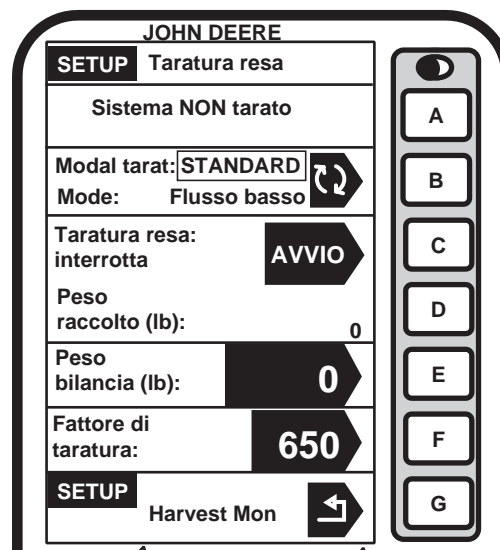 JOHN DEERE
SETUP Taratura resa
Sistema NON tarato
A
Modal tarat: STANDARD
Mode: Flusso basso
B
Taratura resa:
interrotta
AVVIO
C
Peso
raccolto (lb): 0
D
Peso
bilancia (lb): 0
E
Fattore di
taratura: 650
F
SETUP
Harvest Mon
G